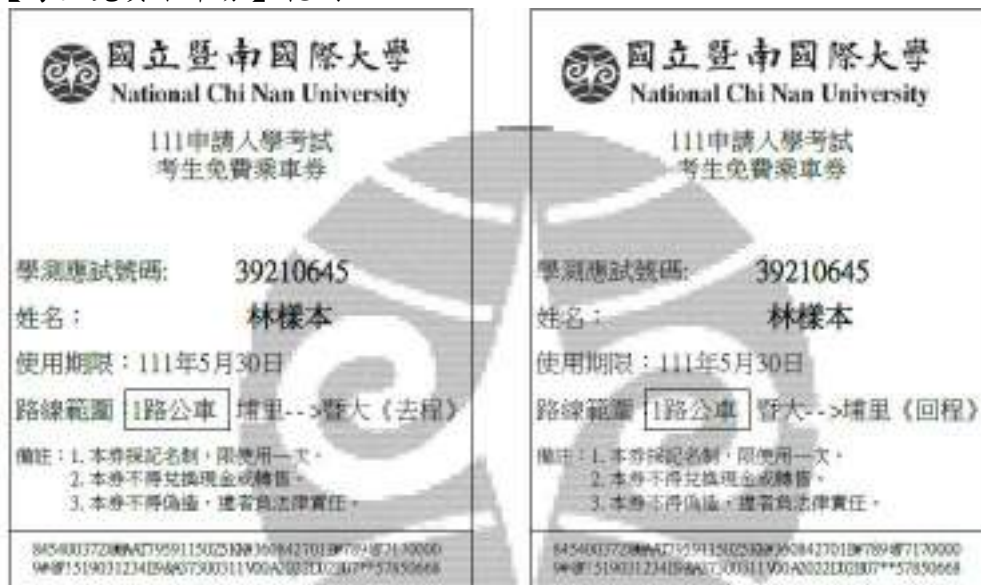 國立暨南國際大學
National Chi Nan University
111申請入學考試
考生免費乘車券
學測應試號碼: 39210645
姓名: 林樣本
使用期限:111年5月30日
路線範圍 1路公車 埔里-->暨大《去程》
備註:1. 本券採記名制,限使用一次。
2. 本券不得兌換現金或轉售。
3. 本券不得偽造,違者負法律責任。
國立暨南國際大學
National Chi Nan University
111申請入學考試
考生免費乘車券
學測應試號碼: 39210645
姓名: 林樣本
使用期限:111年5月30日
路線範圍 1路公車 暨大-->埔里《回程》
備註:1. 本券採記名制,限使用一次。
2. 本券不得兌換現金或轉售。
3. 本券不得偽造,違者負法律責任。